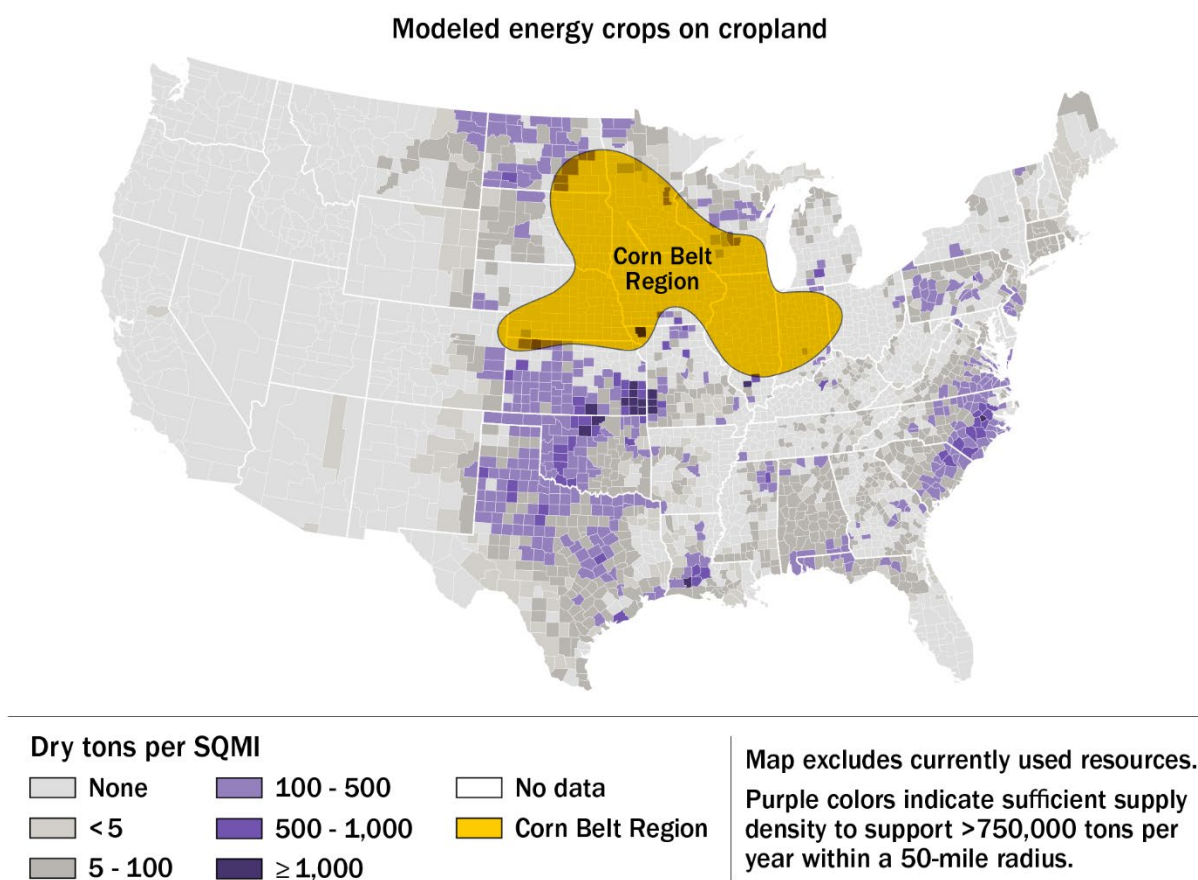 Modeled energy crops on cropland
Corn Belt
Region
Dry tons per SQMI
None
< 5
5 - 100
100 - 500
500 - 1,000
≥ 1,000
No data
Corn Belt Region
Map excludes currently used resources.
Purple colors indicate sufficient supply
density to support >750,000 tons per
year within a 50-mile radius.